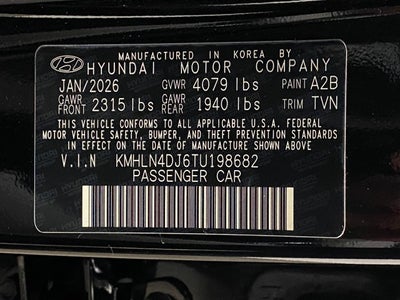 MANUFACTURED IN KOREA BY
HYUNDAI MOTOR COMPANY
JAN/2026 GVWR 4079 lbs PAINT A2B
GAWR FRONT 2315 lbs GAWR REAR 1940 lbs TRIM TVN
THIS VEHICLE CONFORMS TO ALL APPLICABLE U.S.A. FEDERAL
MOTOR VEHICLE SAFETY, BUMPER, AND THEFT PREVENTION STANDARDS
IN EFFECT ON THE DATE OF MANUFACTURE SHOWN ABOVE
V.I.N KMHLN4DJ6TU198682
PASSENGER CAR